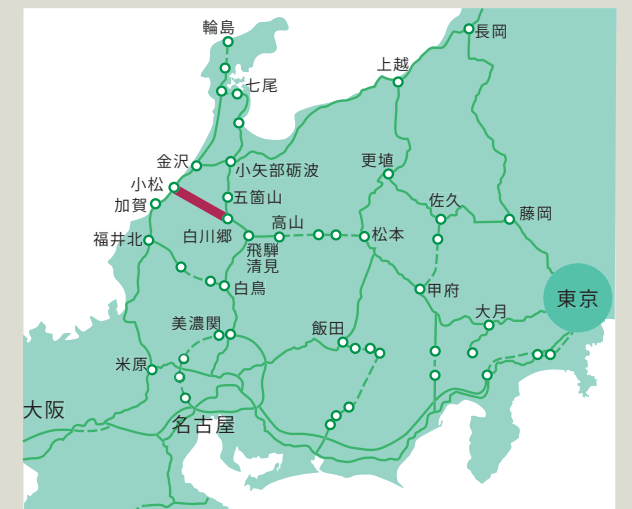 輪島
長岡
上越
七尾
更埴
金沢
小矢部砺波
小松
五箇山
佐久
加賀
藤岡
高山
福井北
白川郷
松本
飛騨
清見
白鳥
甲府
東京
大月
美濃関
飯田
米原
大阪
名古屋